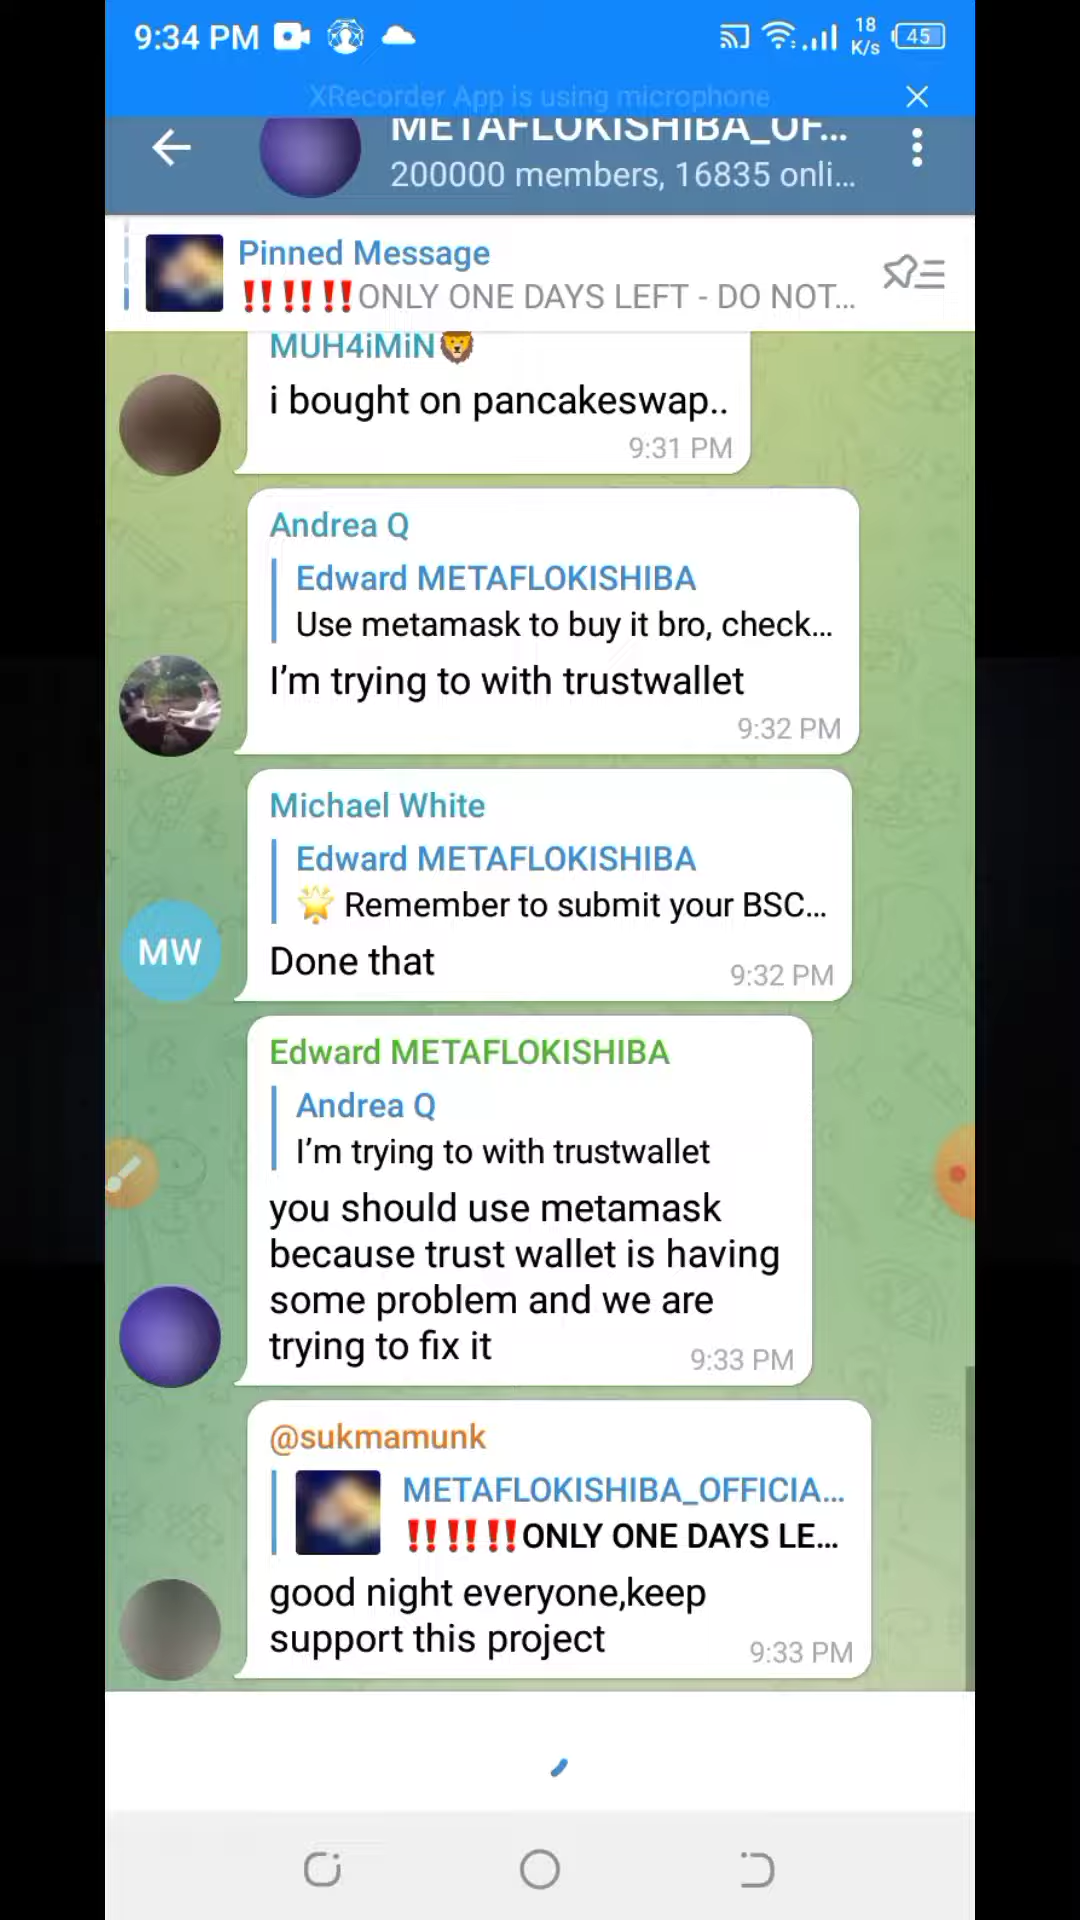 9:34 PM
18
K/s
45
XRecorder App is using microphone
METAFLOKISHIBA_OF...
200000 members, 16835 onli...
Pinned Message
‼️‼️‼️ONLY ONE DAYS LEFT - DO NOT...
MUH4iMiN🦁
i bought on pancakeswap..
9:31 PM
Andrea Q
Edward METAFLOKISHIBA
Use metamask to buy it bro, check...
I'm trying to with trustwallet
9:32 PM
Michael White
Edward METAFLOKISHIBA
🌟 Remember to submit your BSC...
MW
Done that
9:32 PM
Edward METAFLOKISHIBA
Andrea Q
I'm trying to with trustwallet
you should use metamask
because trust wallet is having
some problem and we are
trying to fix it
9:33 PM
@sukmamunk
METAFLOKISHIBA_OFFICIA...
‼️‼️‼️ONLY ONE DAYS LE...
good night everyone,keep
support this project
9:33 PM